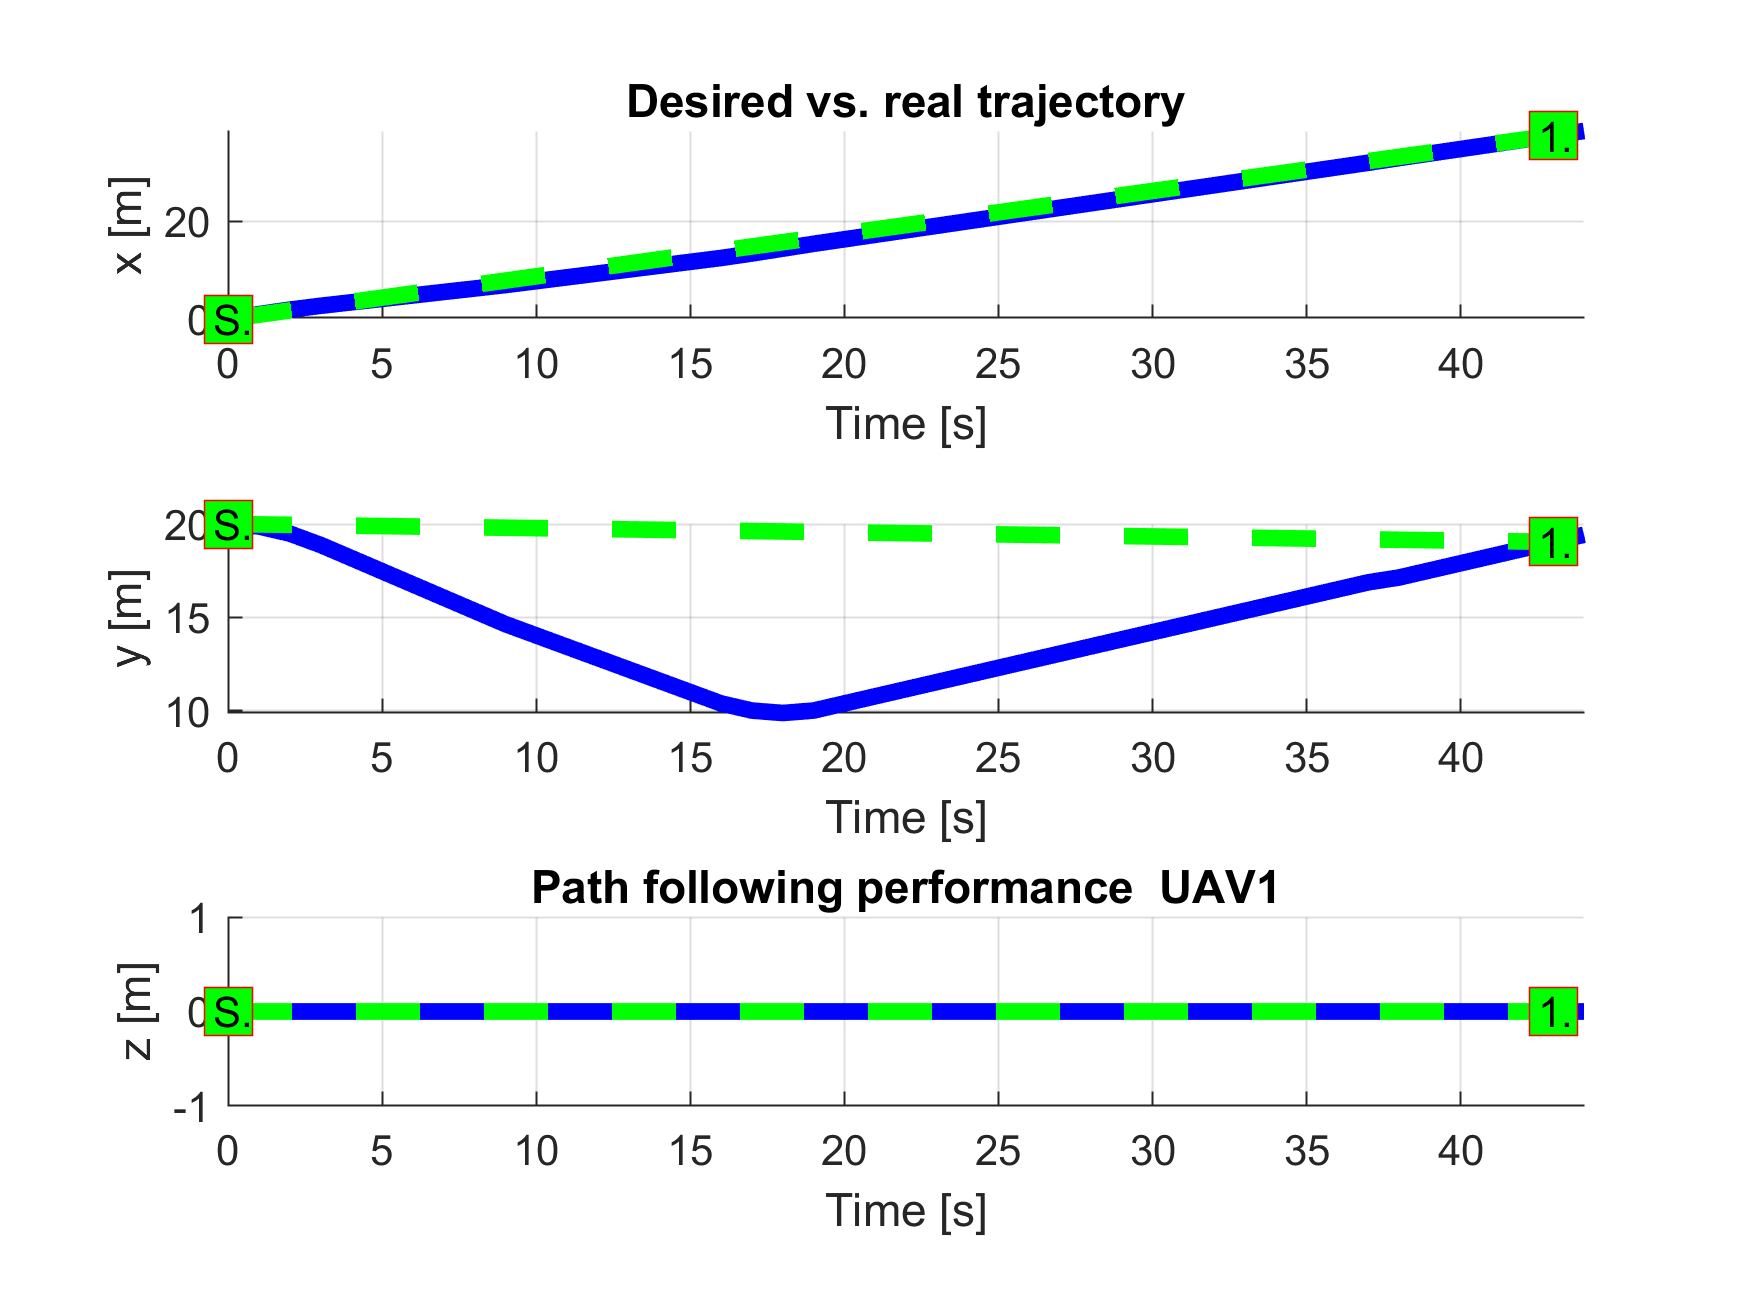 Desired vs. real trajectory
x [m]
20
0
S.
1.
0 5 10 15 20 25 30 35 40
Time [s]
y [m]
20
15
10
S.
1.
0 5 10 15 20 25 30 35 40
Time [s]
Path following performance UAV1
z [m]
1
0
-1
S.
1.
0 5 10 15 20 25 30 35 40
Time [s]